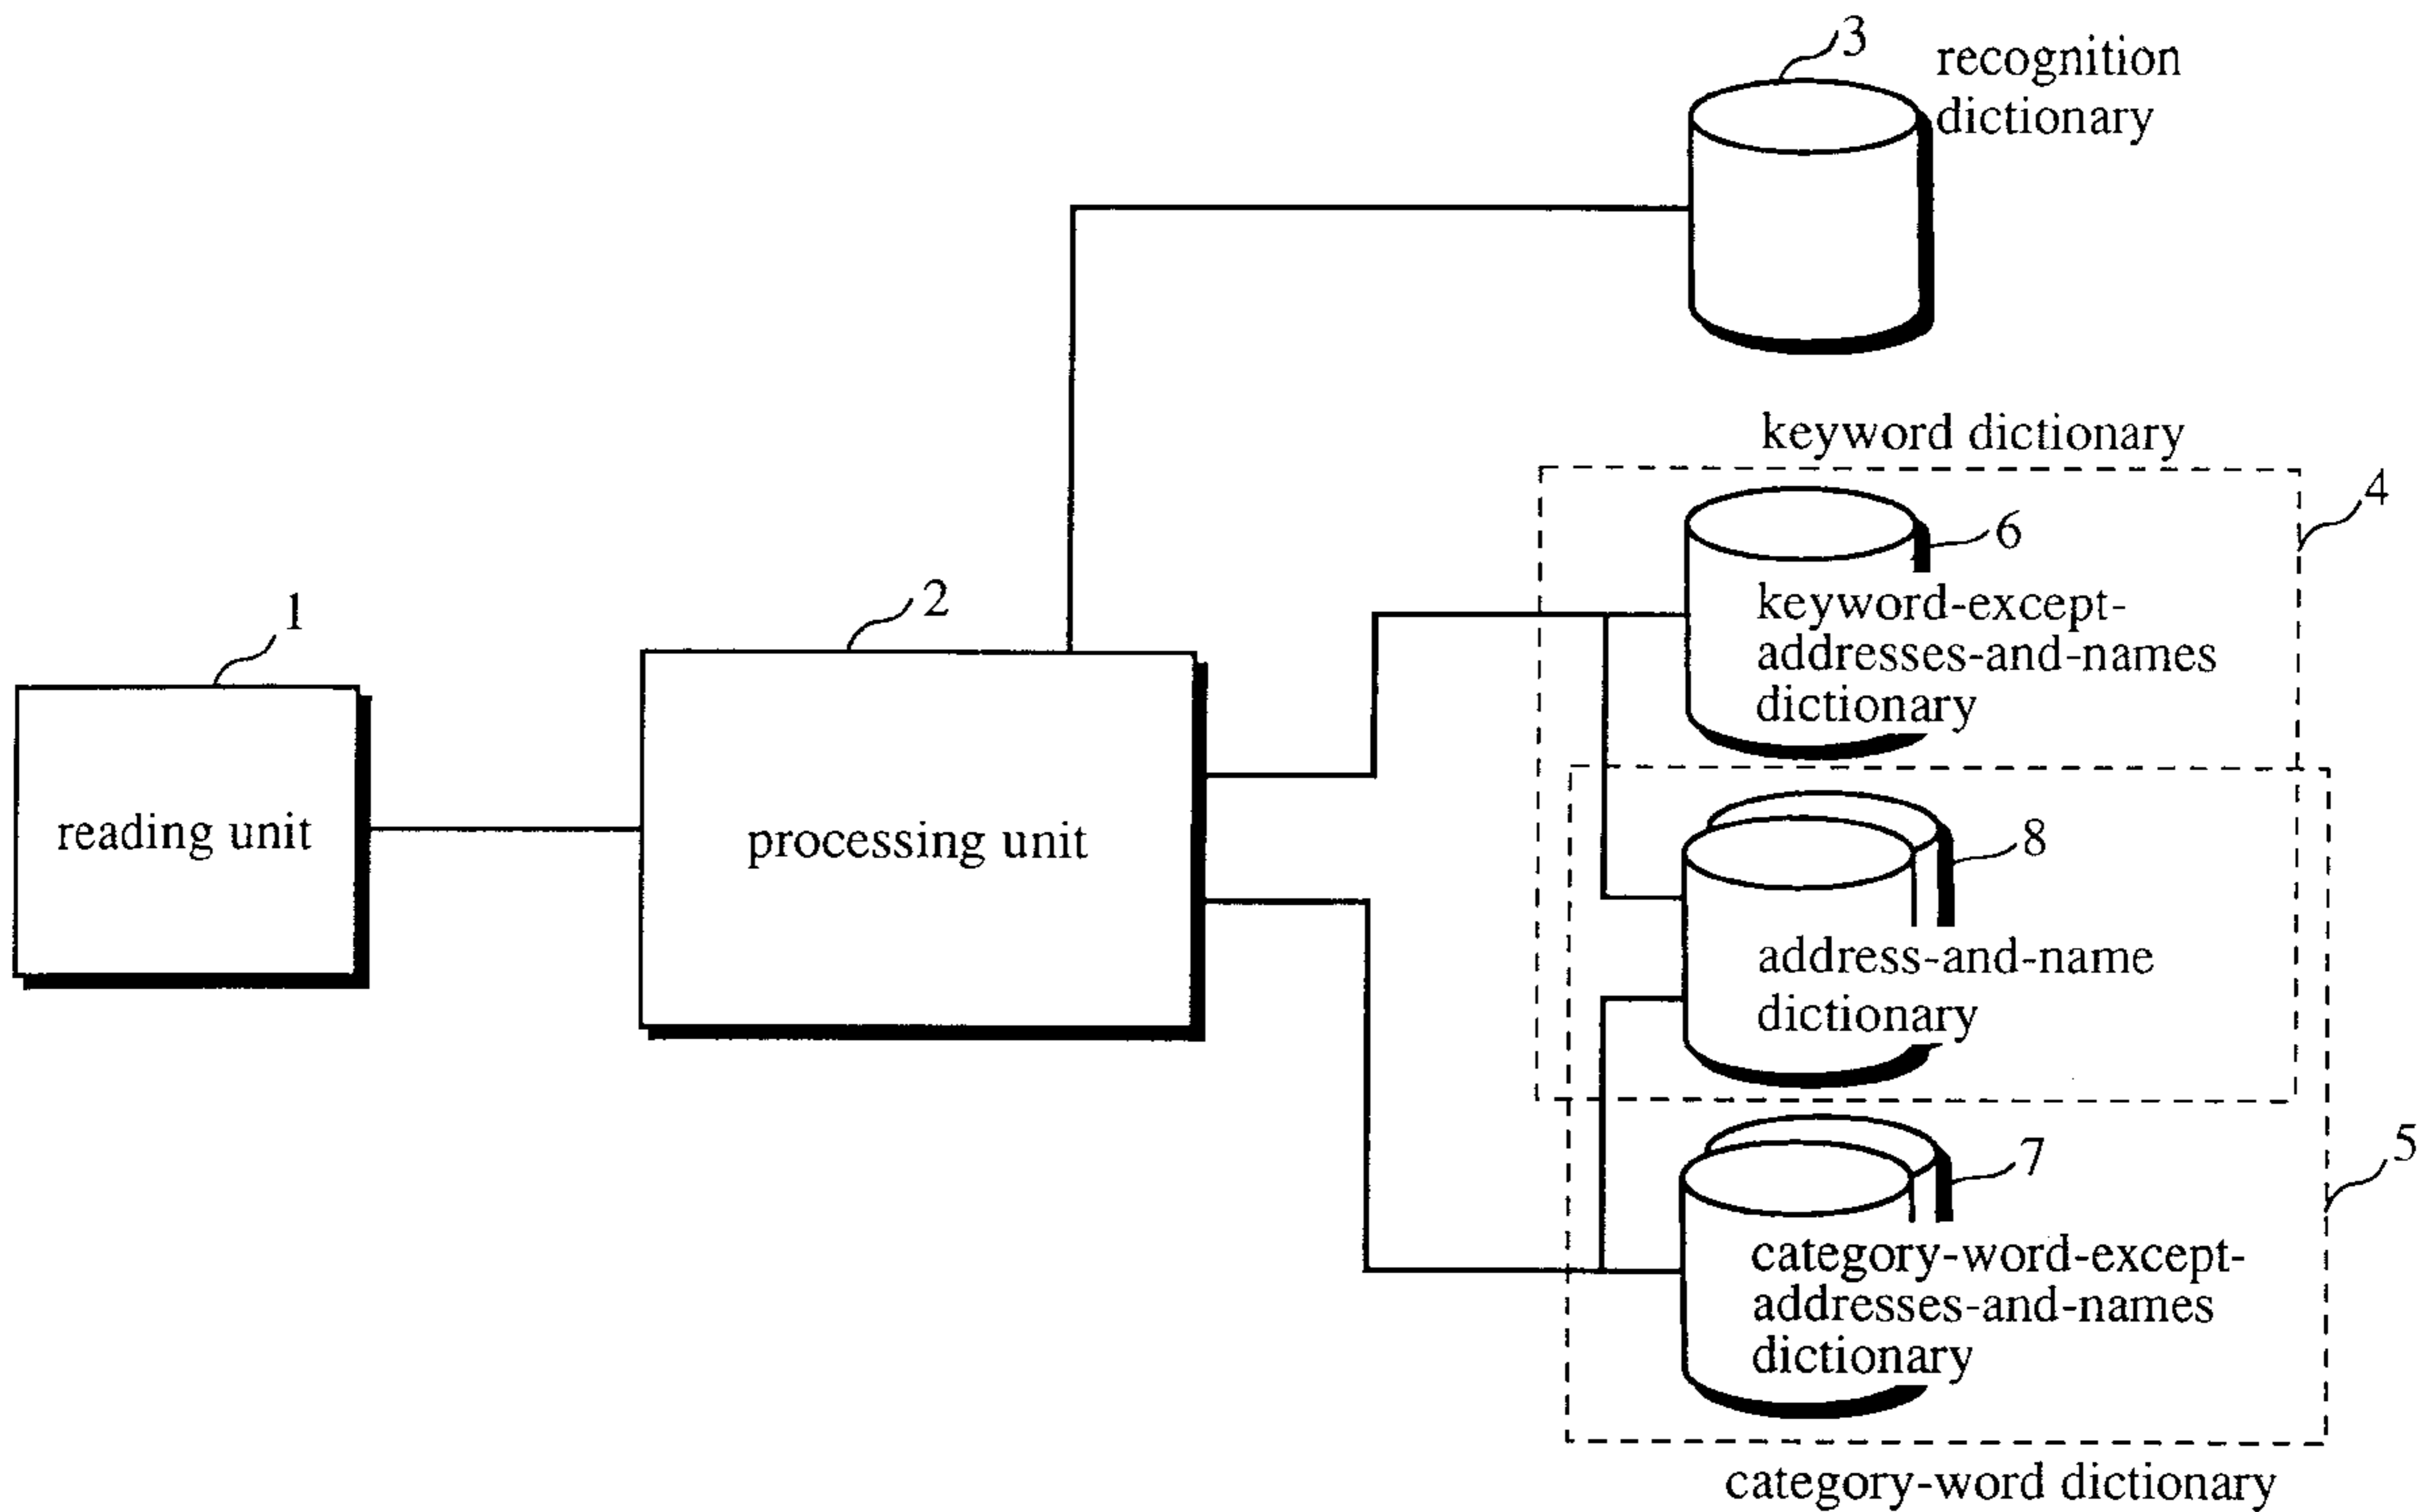 3
recognition
dictionary
keyword dictionary
4
6
keyword-except-
addresses-and-names
dictionary
1
2
reading unit
processing unit
8
address-and-name
dictionary
5
7
category-word-except-
addresses-and-names
dictionary
category-word dictionary